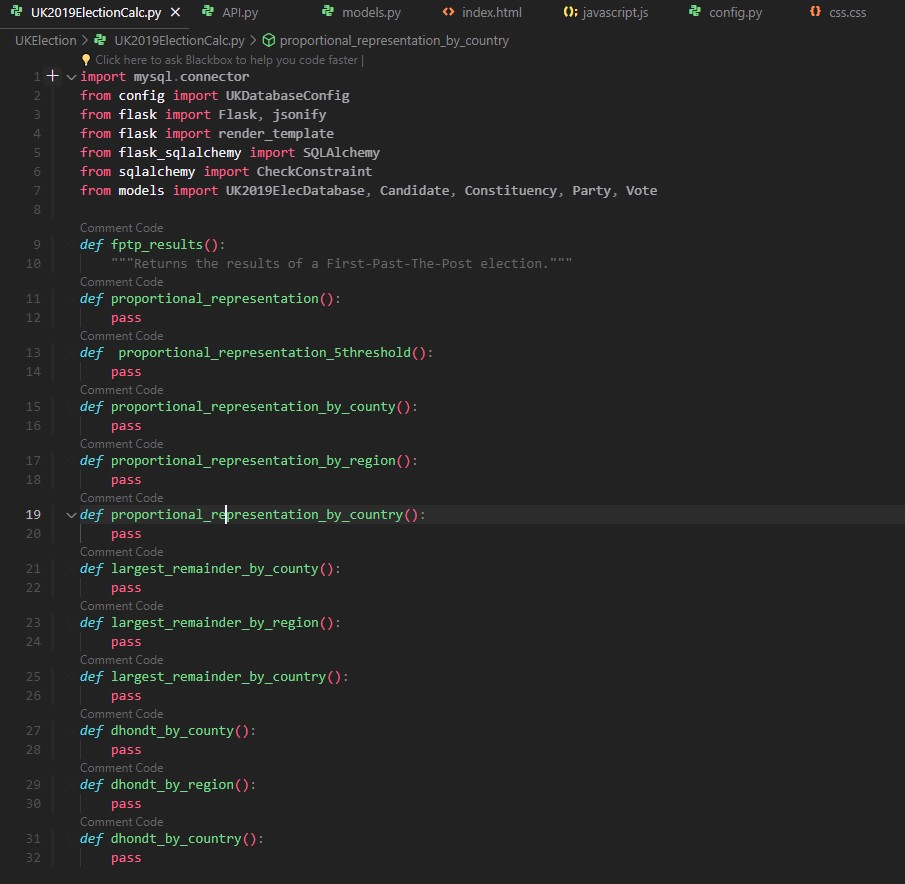 UK2019ElectionCalc.py × API.py models.py index.html javascript.js config.py css.css
UKElection > UK2019ElectionCalc.py > proportional_representation_by_country
Click here to ask Blackbox to help you code faster |
1 + import mysql.connector
2 from config import UKDatabaseConfig
3 from flask import Flask, jsonify
4 from flask import render_template
5 from flask_sqlalchemy import SQLAlchemy
6 from sqlalchemy import CheckConstraint
7 from models import UK2019ElecDatabase, Candidate, Constituency, Party, Vote
8
Comment Code
9 def fptp_results():
10 """Returns the results of a First-Past-The-Post election."""
Comment Code
11 def proportional_representation():
12 pass
Comment Code
13 def  proportional_representation_5threshold():
14 pass
Comment Code
15 def proportional_representation_by_county():
16 pass
Comment Code
17 def proportional_representation_by_region():
18 pass
Comment Code
19 def proportional_representation_by_country():
20 pass
Comment Code
21 def largest_remainder_by_county():
22 pass
Comment Code
23 def largest_remainder_by_region():
24 pass
Comment Code
25 def largest_remainder_by_country():
26 pass
Comment Code
27 def dhondt_by_county():
28 pass
Comment Code
29 def dhondt_by_region():
30 pass
Comment Code
31 def dhondt_by_country():
32 pass